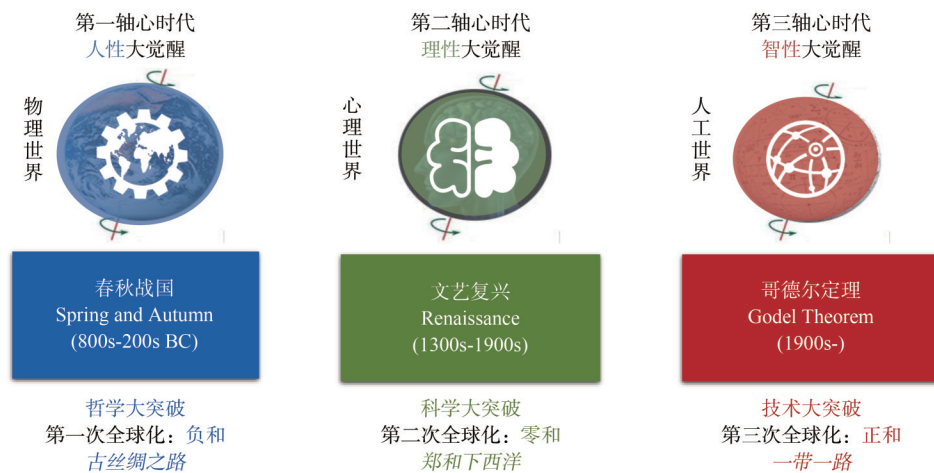 第一轴心时代
人性大觉醒
物理世界
春秋战国
Spring and Autumn
(800s-200s BC)
哲学大突破
第一次全球化：负和
古丝绸之路
第二轴心时代
理性大觉醒
心理世界
文艺复兴
Renaissance
(1300s-1900s)
科学大突破
第二次全球化：零和
郑和下西洋
第三轴心时代
智性大觉醒
人工世界
哥德尔定理
Godel Theorem
(1900s-)
技术大突破
第三次全球化：正和
一带一路